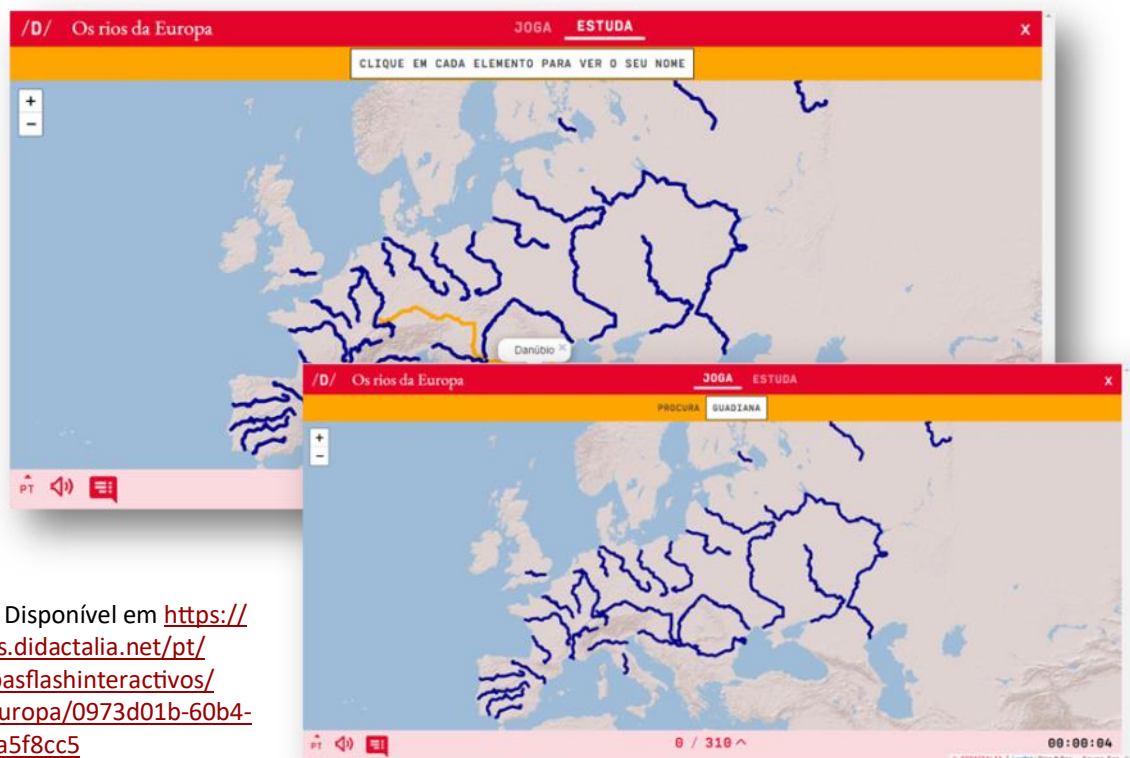 /D/ Os rios da Europa JOGA ESTUDA X
CLIQUE EM CADA ELEMENTO PARA VER O SEU NOME
+
−
Danúbio ×
PT
/D/ Os rios da Europa JOGA ESTUDA X
PROCURA GUADIANA
+
−
PT 0 / 310 00:00:04
Disponível em https://
s.didactalia.net/pt/
pasflashinteractivos/
europa/0973d01b-60b4-
a5f8cc5